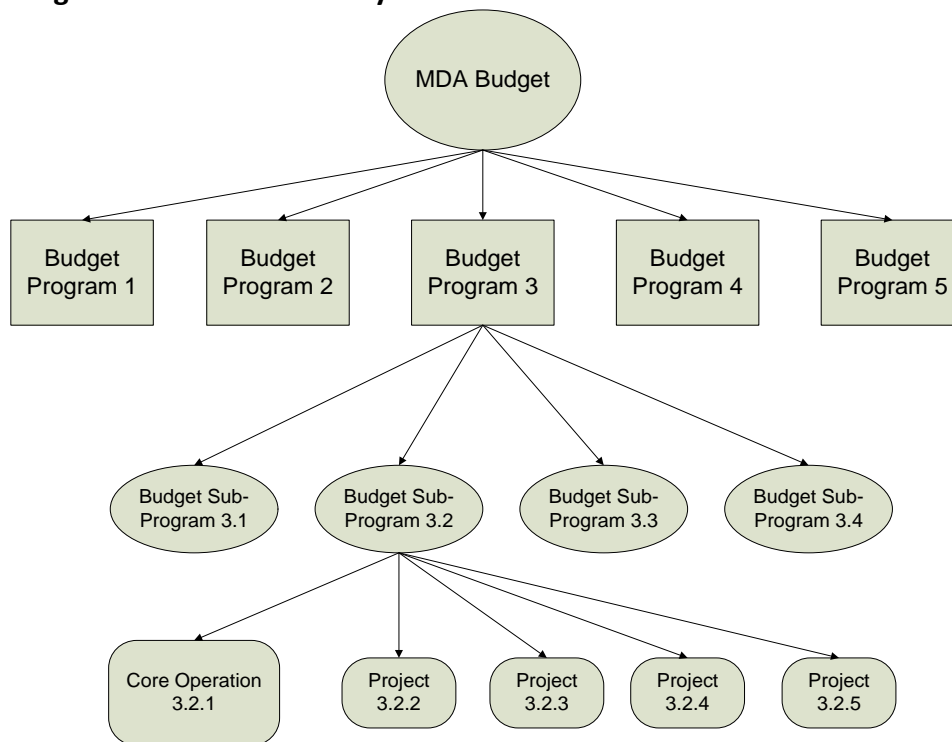 MDA Budget
Budget
Program 1
Budget
Program 2
Budget
Program 3
Budget
Program 4
Budget
Program 5
Budget Sub-
Program 3.1
Budget Sub-
Program 3.2
Budget Sub-
Program 3.3
Budget Sub-
Program 3.4
Core Operation
3.2.1
Project
3.2.2
Project
3.2.3
Project
3.2.4
Project
3.2.5